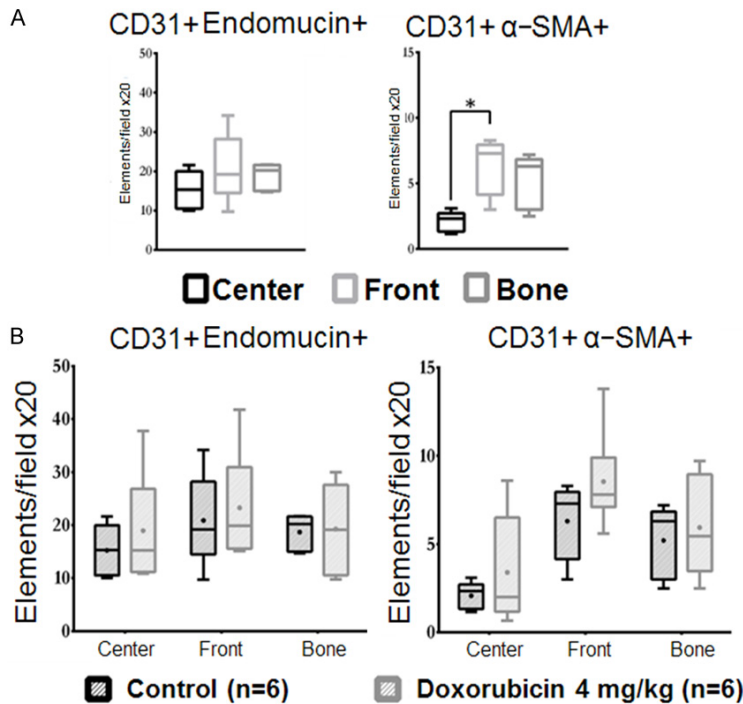 A
CD31+Endomucin+
CD31+ α-SMA+
Elements/field x20
50
40
30
20
10
0
Elements/field x20
15
10
5
0
*
Center
Front
Bone
B
CD31+Endomucin+
CD31+ α-SMA+
Elements/field x20
50
40
30
20
10
0
Center Front Bone
Elements/field x20
15
10
5
0
Center Front Bone
Control (n=6)
Doxorubicin 4 mg/kg (n=6)